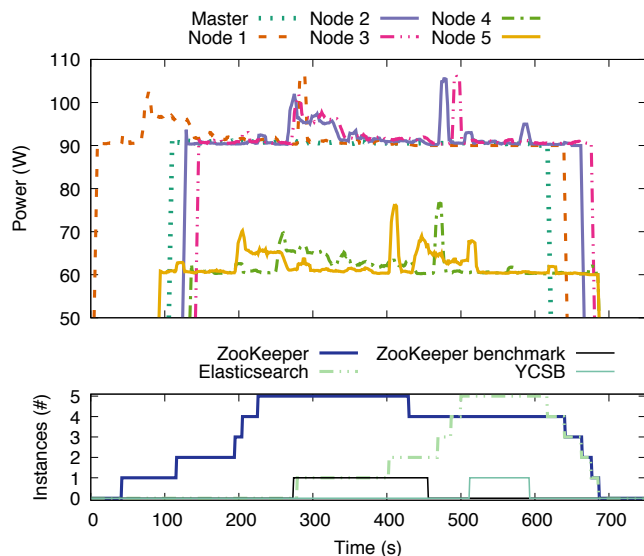 Master Node 2 Node 4
Node 1 Node 3 Node 5
110
100
90
80
70
60
50
Power (W)
ZooKeeper ZooKeeper benchmark
Elasticsearch YCSB
5
4
3
2
1
0
Instances (#)
0 100 200 300 400 500 600 700
Time (s)